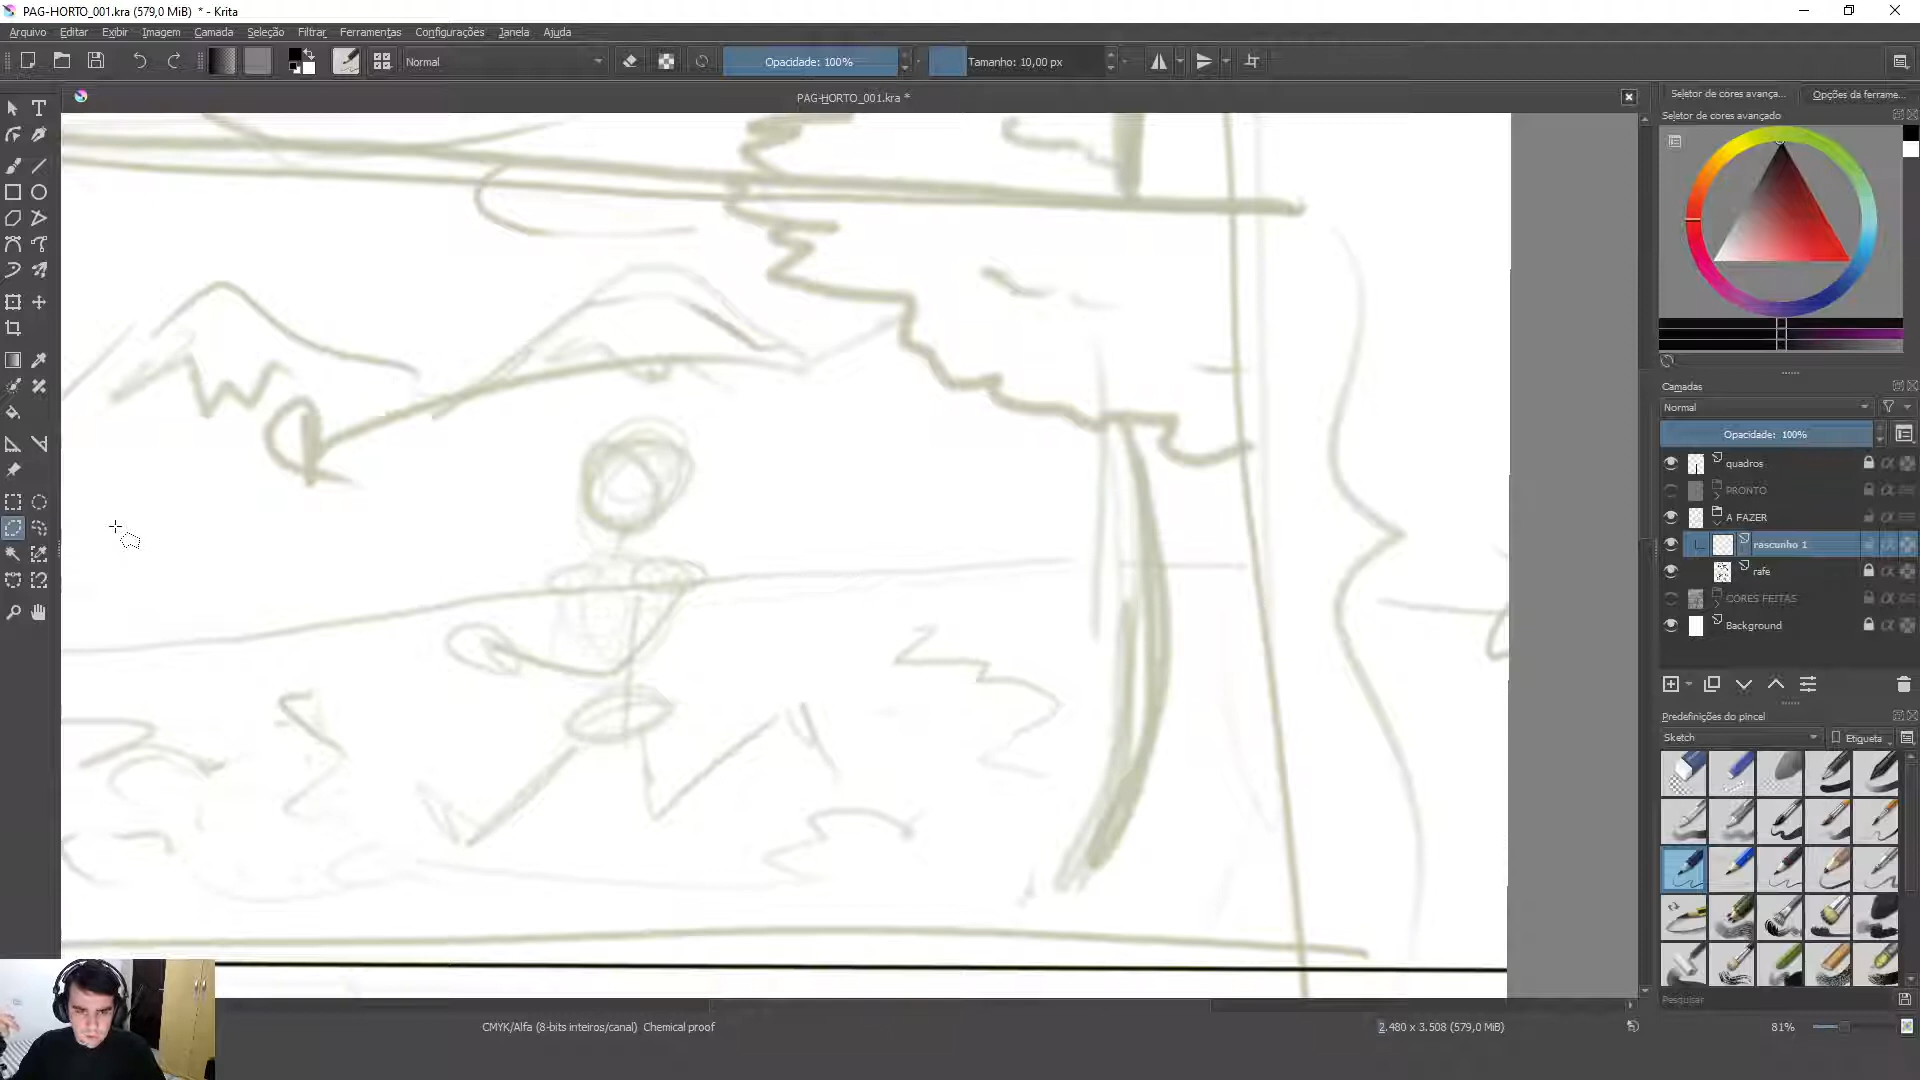 PAG-HORTO_001.kra (579,0 MiB) * - Krita
Arquivo Editar Exibir Imagem Camada Seleção Filtrar Ferramentas Configurações Janela Ajuda
Normal Opacidade: 100% Tamanho: 10,00 px
PAG-HORTO_001.kra *
Seletor de cores avança... Opções da ferrame...
Seletor de cores avançado
Camadas
Normal
Opacidade: 100%
quadros
PRONTO
A FAZER
rascunho 1
rafe
CORES FEITAS
Background
Predefinições do pincel
Sketch Etiqueta
Pesquisar
CMYK/Alfa (8-bits inteiros/canal) Chemical proof 2.480 x 3.508 (579,0 MiB) 81%